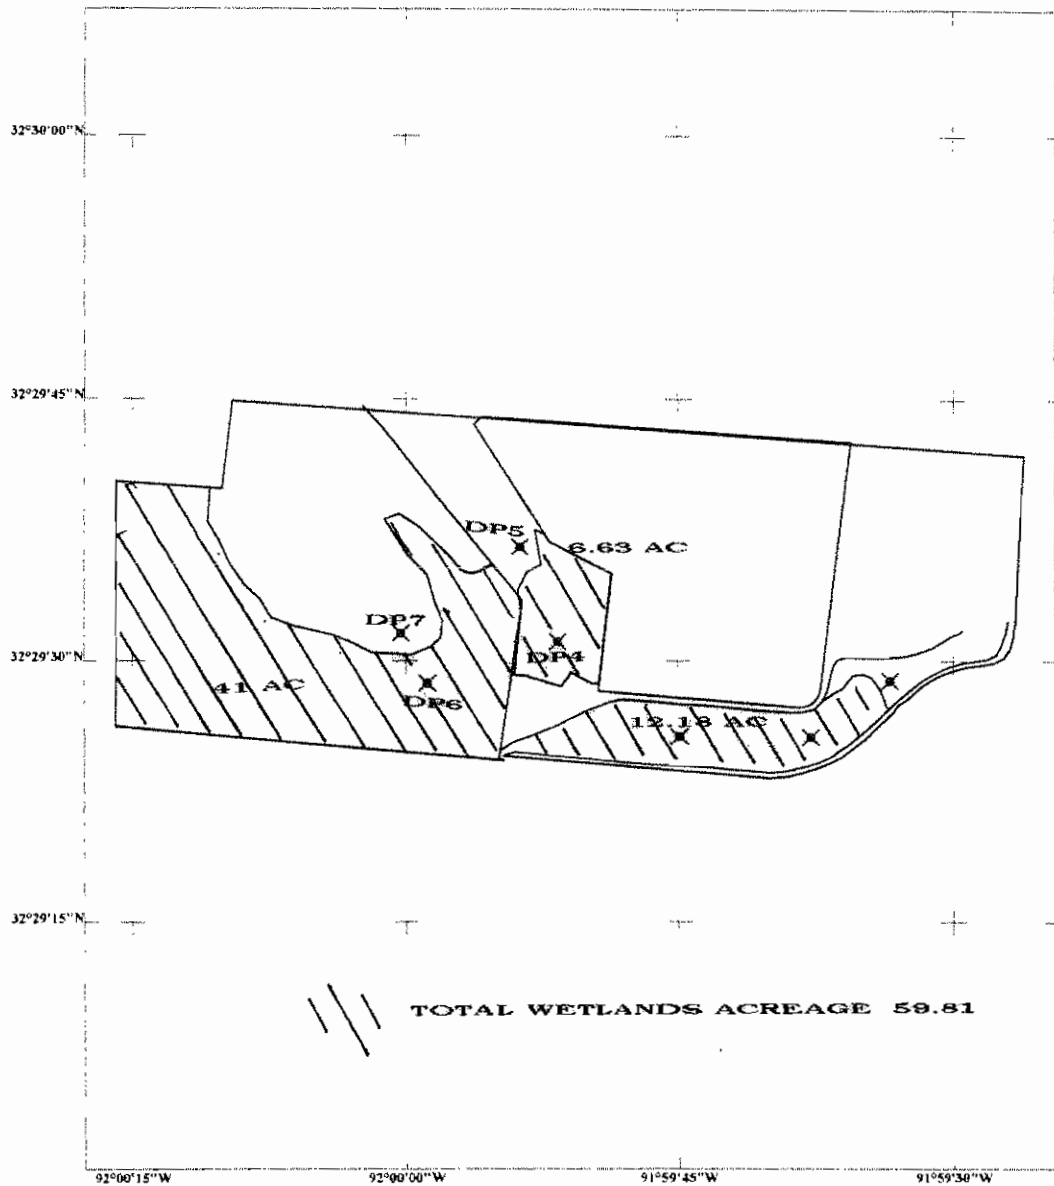 32°30'00"N
32°29'45"N
DP5
6.63 AC
DP7
DP4
32°29'30"N
41 AC
DP6
12.18 AC
32°29'15"N
TOTAL WETLANDS ACREAGE 59.81
92°00'15"W 92°00'00"W 91°59'45"W 91°59'30"W